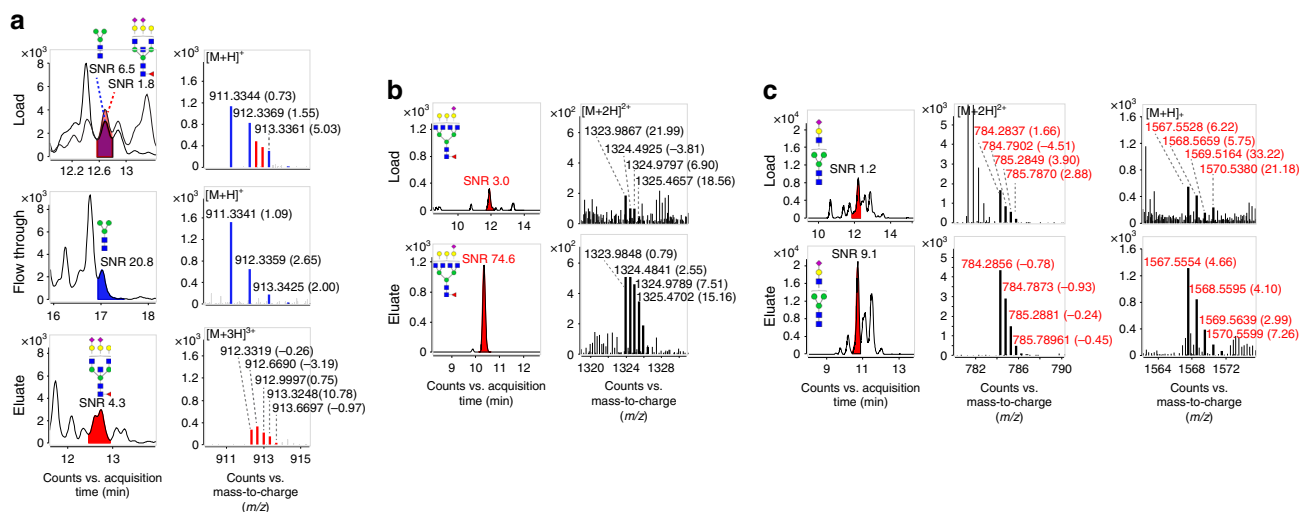 a
×10³
8
6
4
2
0
Load
SNR 6.5
SNR 1.8
12.2 12.6 13
×10³
[M+H]⁺
1.6
1.2
0.8
0.4
0
911.3344 (0.73)
912.3369 (1.55)
913.3361 (5.03)
×10³
10
8
6
4
2
0
Flow through
SNR 20.8
16 17 18
×10³
[M+H]⁺
1.6
1.2
0.8
0.4
0
911.3341 (1.09)
912.3359 (2.65)
913.3425 (2.00)
×10³
8
6
4
2
0
Eluate
SNR 4.3
12 13
Counts vs. acquisition
time (min)
×10³
[M+3H]³⁺
1.6
1.2
0.8
0.4
0
912.3319 (−0.26)
912.6690 (−3.19)
912.9997(0.75)
913.3248 (10.78)
913.6697 (−0.97)
911 913 915
Counts vs.
mass-to-charge
(m/z)
b
×10³
1.2
0.8
0.4
0
Load
SNR 3.0
10 12 14
×10²
[M+2H]²⁺
6
4
2
0
1323.9867 (21.99)
1324.4925 (−3.81)
1324.9797 (6.90)
1325.4657 (18.56)
×10³
1.2
0.8
0.4
0
Eluate
SNR 74.6
10 11 12
Counts vs. acquisition
time (min)
×10²
6
4
2
0
1323.9848 (0.79)
1324.4841 (2.55)
1324.9789 (7.51)
1325.4702 (15.16)
1320 1324 1328
Counts vs.
mass-to-charge
(m/z)
c
×10⁴
2
1.6
1.2
0.8
0.4
0
Load
SNR 1.2
10 12 14
×10³
[M+2H]²⁺
5
4
3
2
1
0
784.2837 (1.66)
784.7902 (−4.51)
785.2849 (3.90)
785.7870 (2.88)
×10³
[M+H]₊
1.6
1.2
0.8
0.4
0
1567.5528 (6.22)
1568.5659 (5.75)
1569.5164 (33.22)
1570.5380 (21.18)
×10⁴
2
1.6
1.2
0.8
0.4
0
Eluate
SNR 9.1
9 11 13
Counts vs. acquisition
time (min)
×10³
5
4
3
2
1
0
784.2856 (−0.78)
784.7873 (−0.93)
785.2881 (−0.24)
785.78961 (−0.45)
782 786 790
Counts vs.
mass-to-charge
(m/z)
×10³
1.6
1.2
0.8
0.4
0
1567.5554 (4.66)
1568.5595 (4.10)
1569.5639 (2.99)
1570.5599 (7.26)
1564 1568 1572
Counts vs.
mass-to-charge
(m/z)